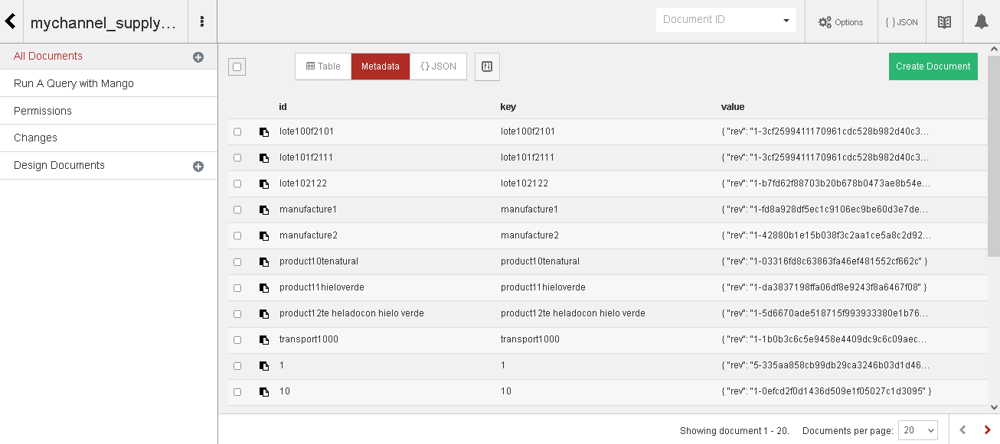 mychannel_supply...
Document ID
Options
{ } JSON
All Documents
Run A Query with Mango
Permissions
Changes
Design Documents
Table
Metadata
{ } JSON
Create Document
id key value
lote100f2101 lote100f2101 { "rev": "1-3cf2599411170961cdc528b982d40c3...
lote101f2111 lote101f2111 { "rev": "1-3cf2599411170961cdc528b982d40c3...
lote102122 lote102122 { "rev": "1-b7fd62f88703b20b678b0473ae8b54e...
manufacture1 manufacture1 { "rev": "1-fd8a928df5ec1c9106ec9be60d3e7de...
manufacture2 manufacture2 { "rev": "1-42880b1e15b038f3c2aa1ce5a8c2d92...
product10tenatural product10tenatural { "rev": "1-03316fd8c63863fa46ef481552cf662c" }
product11hieloverde product11hieloverde { "rev": "1-da3837198ffa06df8e9243f8a6467f08" }
product12te heladocon hielo verde product12te heladocon hielo verde { "rev": "1-5d6670ade518715f993933380e1b76...
transport1000 transport1000 { "rev": "1-1b0b3c6c5e9458e4409dc9c6c09aec...
1 1 { "rev": "5-335aa858cb99db29ca3246b03d1d46...
10 10 { "rev": "1-0efcd2f0d1436d509e1f05027c1d3095" }
Showing document 1 - 20. Documents per page: 20